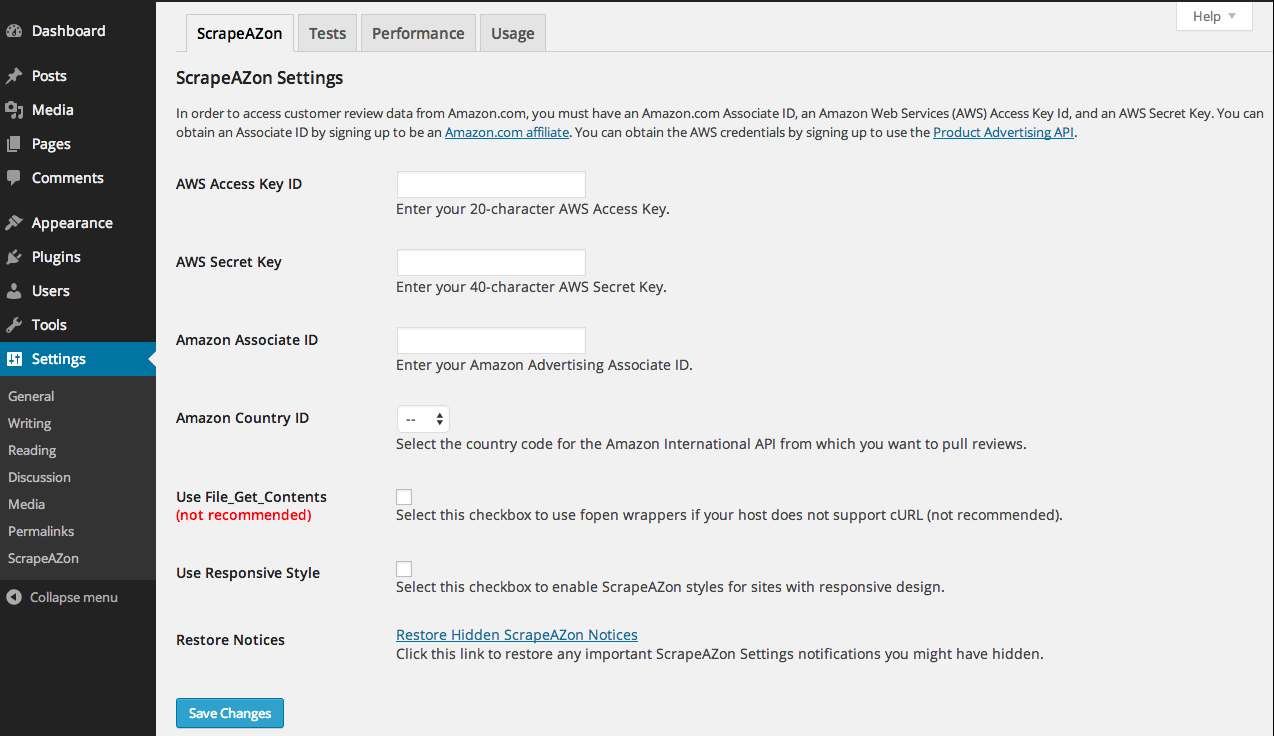 Dashboard
Posts
Media
Pages
Comments
Appearance
Plugins
Users
Tools
Settings
General
Writing
Reading
Discussion
Media
Permalinks
ScrapeAZon
Collapse menu
Help
ScrapeAZon Tests Performance Usage
ScrapeAZon Settings
In order to access customer review data from Amazon.com, you must have an Amazon.com Associate ID, an Amazon Web Services (AWS) Access Key Id, and an AWS Secret Key. You can
obtain an Associate ID by signing up to be an Amazon.com affiliate. You can obtain the AWS credentials by signing up to use the Product Advertising API.
AWS Access Key ID
Enter your 20-character AWS Access Key.
AWS Secret Key
Enter your 40-character AWS Secret Key.
Amazon Associate ID
Enter your Amazon Advertising Associate ID.
Amazon Country ID
--
Select the country code for the Amazon International API from which you want to pull reviews.
Use File_Get_Contents
(not recommended)
Select this checkbox to use fopen wrappers if your host does not support cURL (not recommended).
Use Responsive Style
Select this checkbox to enable ScrapeAZon styles for sites with responsive design.
Restore Notices
Restore Hidden ScrapeAZon Notices
Click this link to restore any important ScrapeAZon Settings notifications you might have hidden.
Save Changes